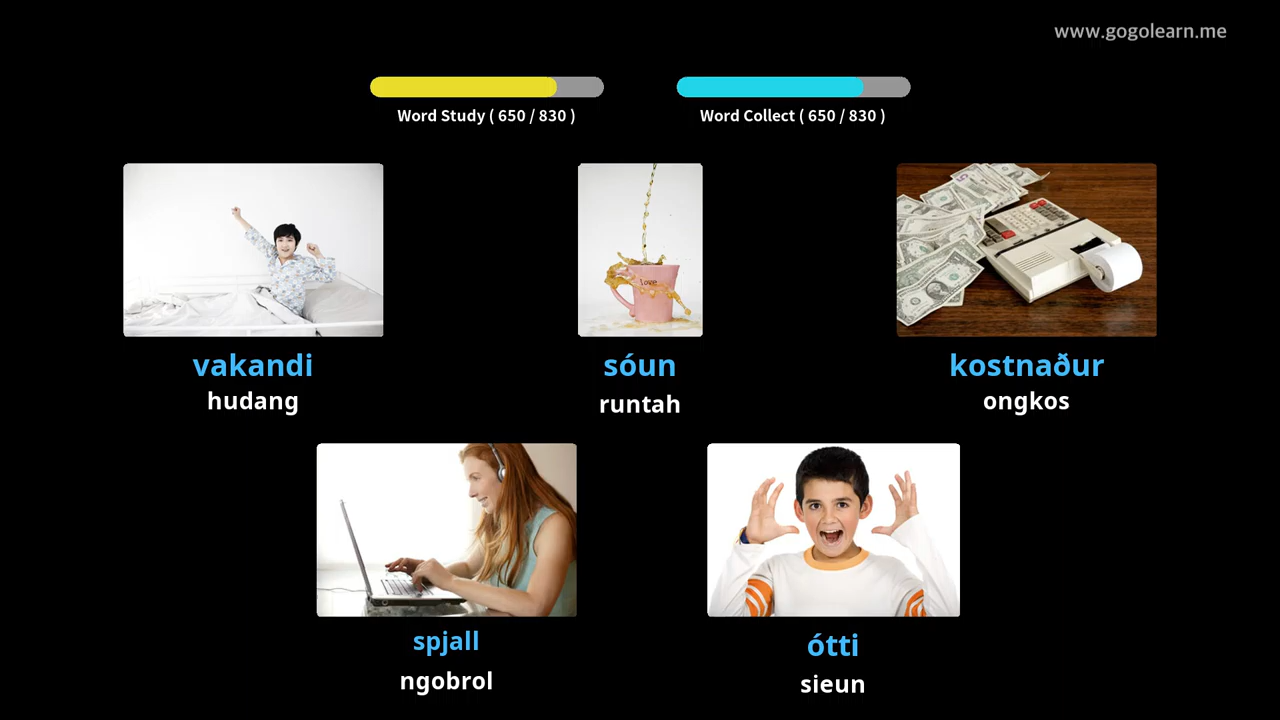 www.gogolearn.me
Word Study ( 650 / 830 )
Word Collect ( 650 / 830 )
love
vakandi
sóun
kostnaður
hudang
runtah
ongkos
spjall
ótti
ngobrol
sieun